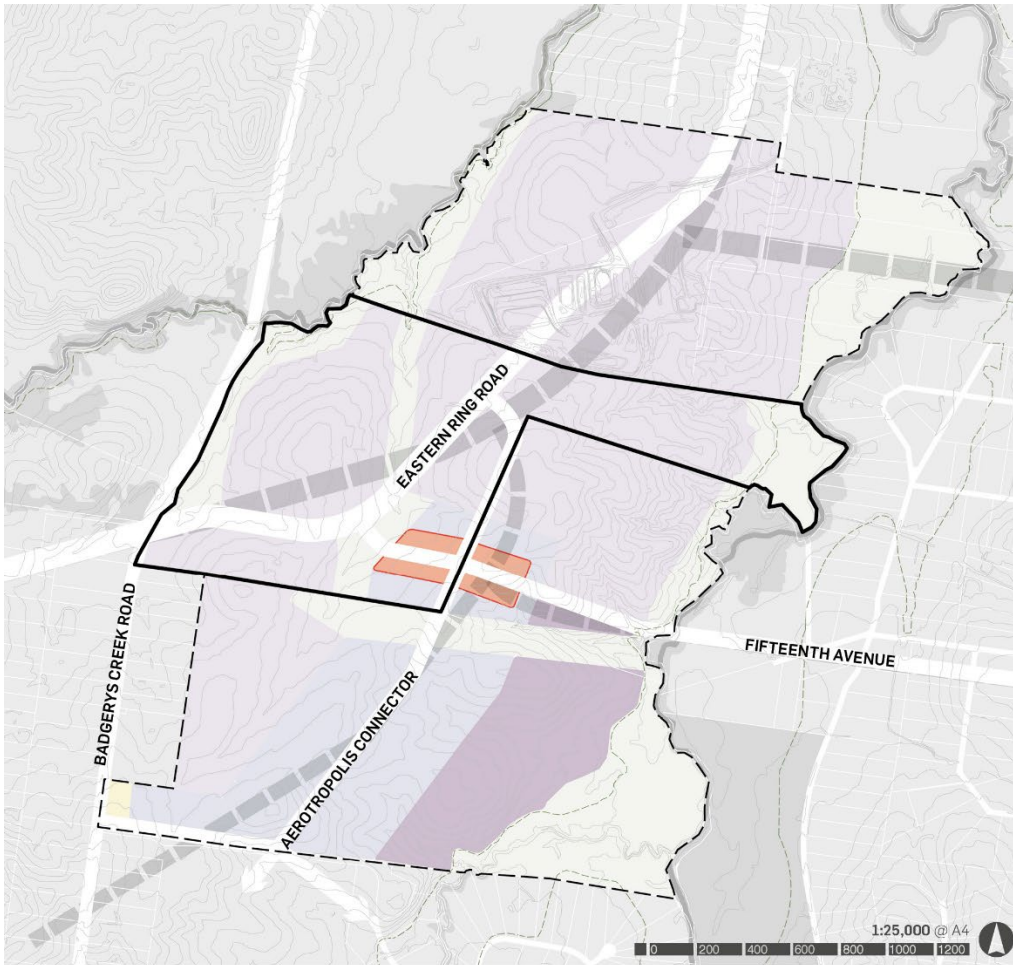 EASTERN RING ROAD
BADGERYS CREEK ROAD
FIFTEENTH AVENUE
AEROTROPOLIS CONNECTOR
1:25,000 @ A4
0 200 400 600 800 1000 1200